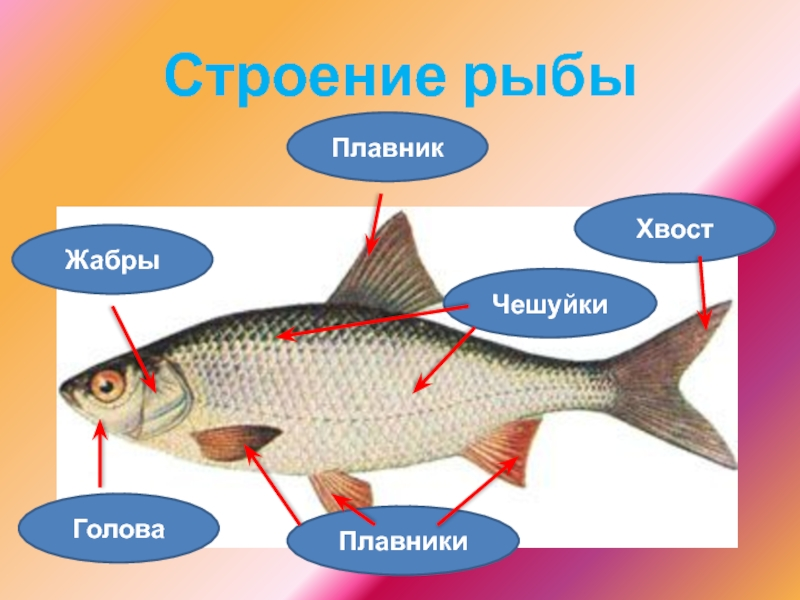 Строение рыбы
Плавник
Хвост
Жабры
Чешуйки
Голова
Плавники